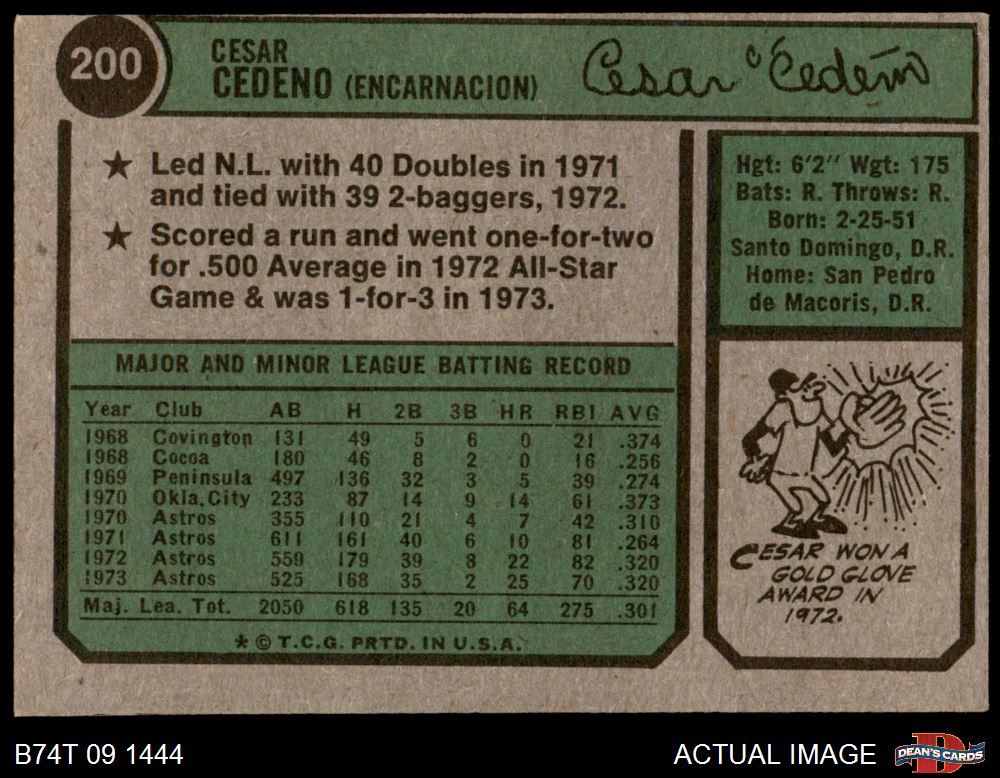 200
CESAR
CEDENO (ENCARNACION)
Cesar Cedeño
★ Led N.L. with 40 Doubles in 1971
and tied with 39 2-baggers, 1972.
★ Scored a run and went one-for-two
for .500 Average in 1972 All-Star
Game & was 1-for-3 in 1973.
Hgt: 6'2" Wgt: 175
Bats: R. Throws: R.
Born: 2-25-51
Santo Domingo, D.R.
Home: San Pedro
de Macoris, D.R.
MAJOR AND MINOR LEAGUE BATTING RECORD
Year Club AB H 2B 3B HR RBI AVG
1968 Covington 131 49 5 6 0 21 .374
1968 Cocoa 180 46 8 2 0 16 .256
1969 Peninsula 497 136 32 3 5 39 .274
1970 Okla.City 233 87 14 9 14 61 .373
1970 Astros 355 110 21 4 7 42 .310
1971 Astros 611 161 40 6 10 81 .264
1972 Astros 559 179 39 8 22 82 .320
1973 Astros 525 168 35 2 25 70 .320
Maj. Lea. Tot. 2050 618 135 20 64 275 .301
* © T.C.G. PRTD. IN U.S.A.
CESAR WON A
GOLD GLOVE
AWARD IN
1972.
B74T 09 1444
ACTUAL IMAGE
DEAN'S CARDS